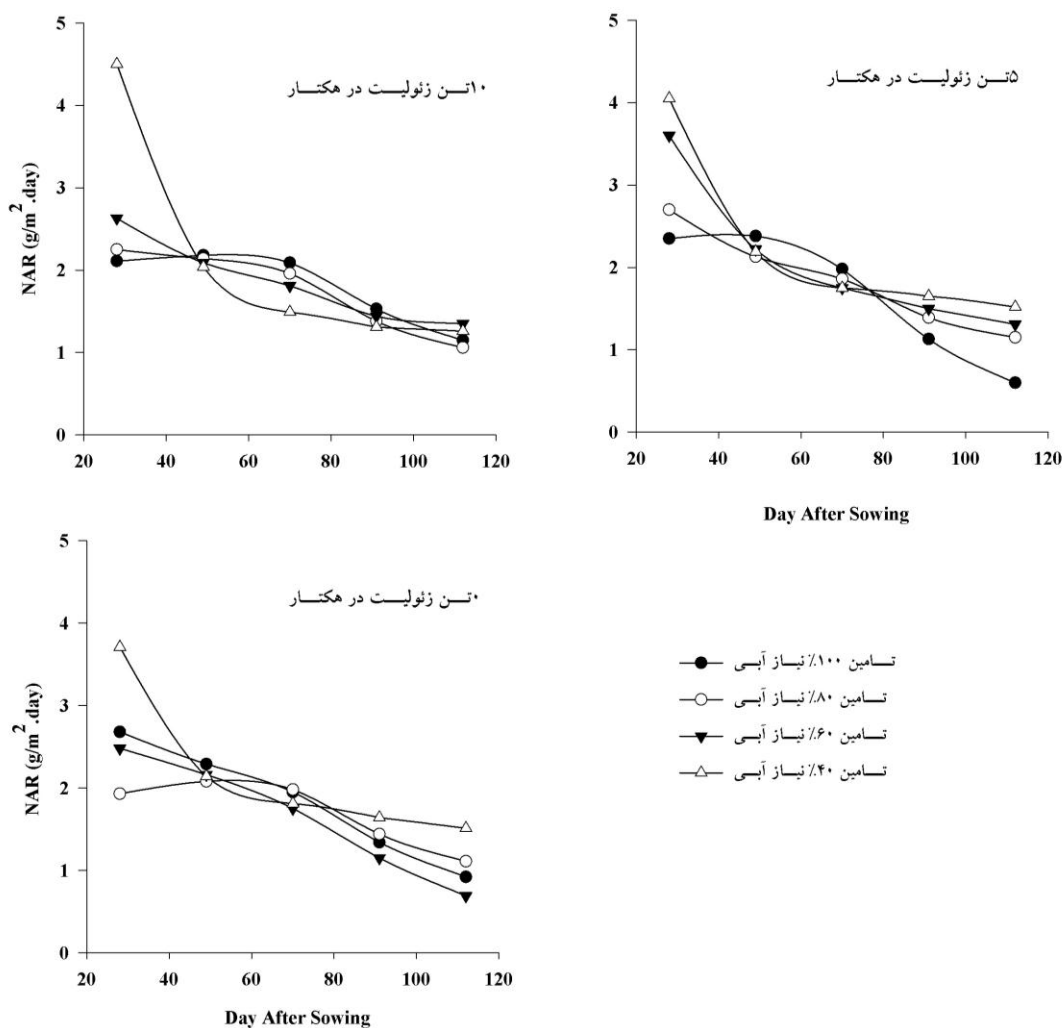 5
4
3
2
1
0
20 40 60 80 100 120
NAR (g/m² .day)
۱۰تــن زئولیــت در هکتــار
5
4
3
2
1
0
20 40 60 80 100 120
Day After Sowing
۵تــن زئولیــت در هکتــار
5
4
3
2
1
0
20 40 60 80 100 120
NAR (g/m² .day)
Day After Sowing
۰تــن زئولیــت در هکتــار
تــامین ۱۰۰٪ نیــاز آبــی
تــامین ۸۰٪ نیــاز آبــی
تــامین ۶۰٪ نیــاز آبــی
تــامین ۴۰٪ نیــاز آبــی